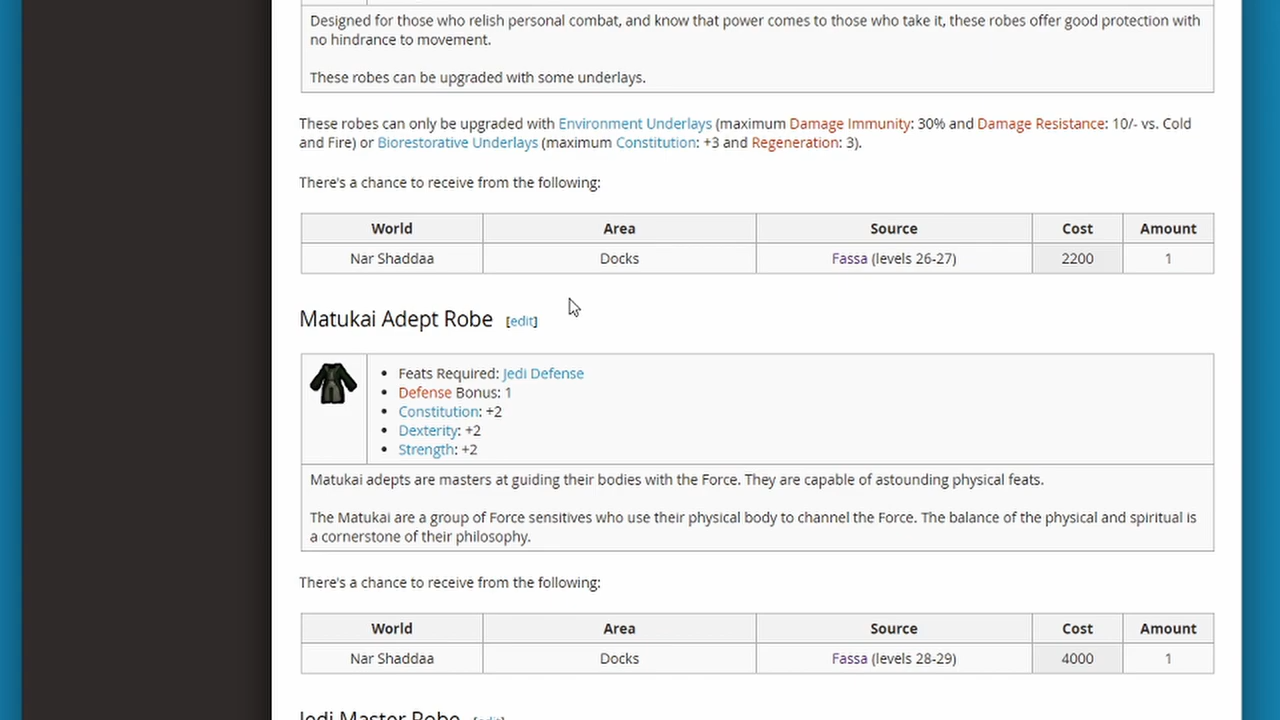 Designed for those who relish personal combat, and know that power comes to those who take it, these robes offer good protection with
no hindrance to movement.
These robes can be upgraded with some underlays.
These robes can only be upgraded with Environment Underlays (maximum Damage Immunity: 30% and Damage Resistance: 10/- vs. Cold
and Fire) or Biorestorative Underlays (maximum Constitution: +3 and Regeneration: 3).
There's a chance to receive from the following:
World Area Source Cost Amount
Nar Shaddaa Docks Fassa (levels 26-27) 2200 1
Matukai Adept Robe [edit]
• Feats Required: Jedi Defense
• Defense Bonus: 1
• Constitution: +2
• Dexterity: +2
• Strength: +2
Matukai adepts are masters at guiding their bodies with the Force. They are capable of astounding physical feats.
The Matukai are a group of Force sensitives who use their physical body to channel the Force. The balance of the physical and spiritual is
a cornerstone of their philosophy.
There's a chance to receive from the following:
World Area Source Cost Amount
Nar Shaddaa Docks Fassa (levels 28-29) 4000 1
Jedi Master Robe [edit]